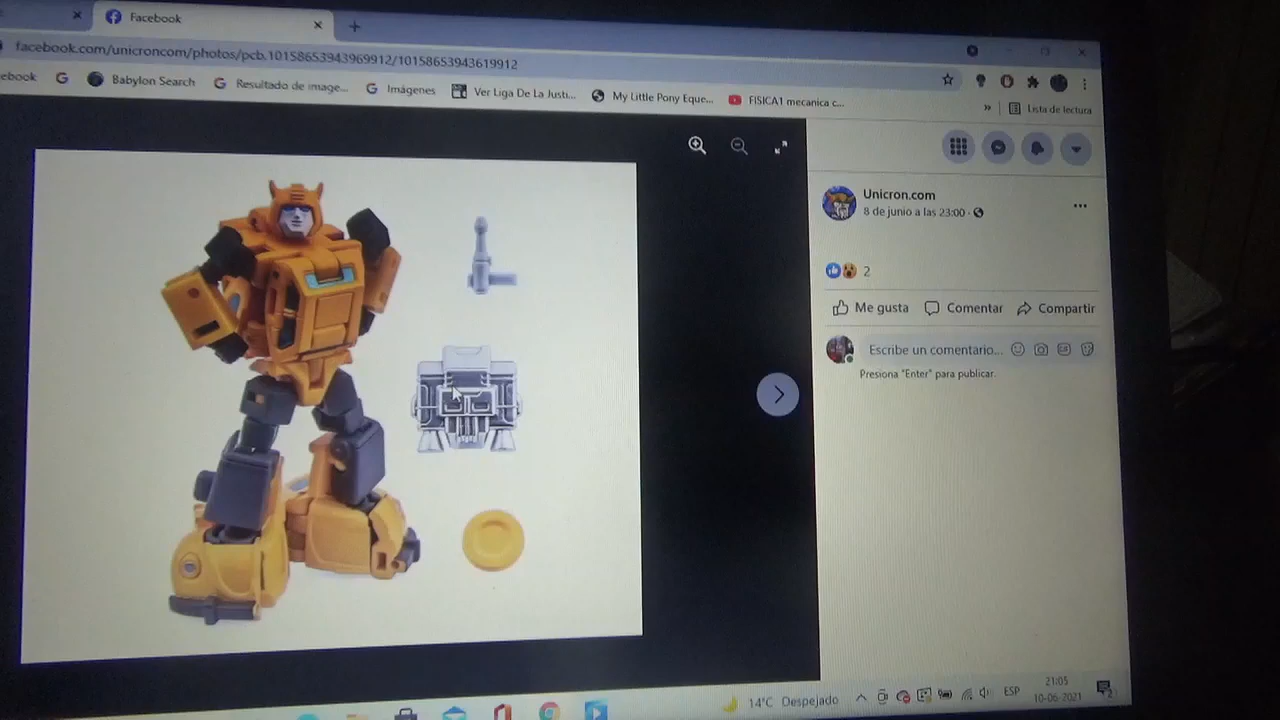 Facebook
facebook.com/unicroncom/photos/pcb.10158653943969912/10158653943619912
ebook
Babylon Search
Resultado de image...
Imágenes
Ver Liga De La Justi...
My Little Pony Eque...
FISICA1 mecanica c...
»
Lista de lectura
Unicron.com
8 de junio a las 23:00 ·
2
Me gusta
Comentar
Compartir
Escribe un comentario...
Presiona "Enter" para publicar.
14°C Despejado
ESP
21:05
10-06-2021